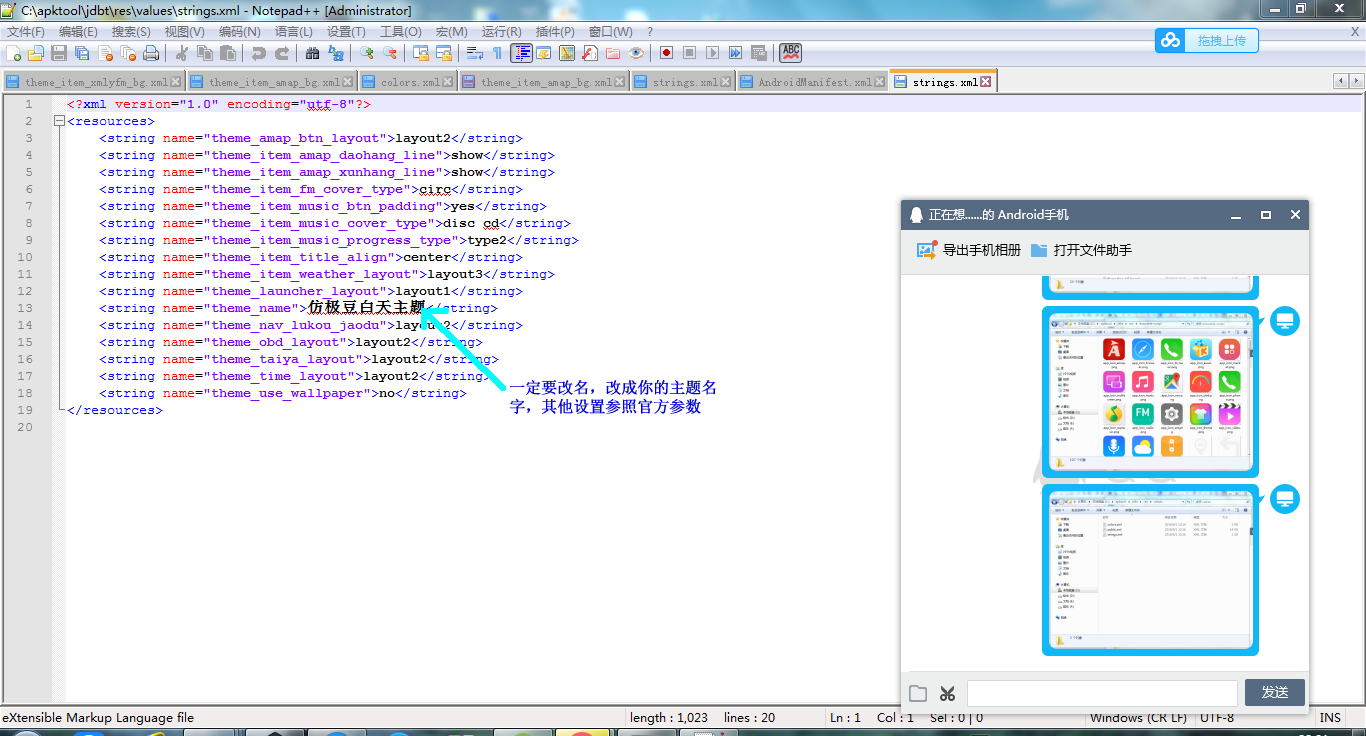 C:\apktool\jdbt\res\values\strings.xml - Notepad++ [Administrator]
文件(F) 编辑(E) 搜索(S) 视图(V) 编码(N) 语言(L) 设置(T) 工具(O) 宏(M) 运行(R) 插件(P) 窗口(W) ? X
拖拽上传
ABC
theme_item_xmlyfm_bg.xml theme_item_amap_bg.xml colors.xml theme_item_amap_bg.xml strings.xml AndroidManifest.xml strings.xml
1 <?xml version="1.0" encoding="utf-8"?>
2 <resources>
3 <string name="theme_amap_btn_layout">layout2</string>
4 <string name="theme_item_amap_daohang_line">show</string>
5 <string name="theme_item_amap_xunhang_line">show</string>
6 <string name="theme_item_fm_cover_type">circ</string>
7 <string name="theme_item_music_btn_padding">yes</string>
8 <string name="theme_item_music_cover_type">disc cd</string>
9 <string name="theme_item_music_progress_type">type2</string>
10 <string name="theme_item_title_align">center</string>
11 <string name="theme_item_weather_layout">layout3</string>
12 <string name="theme_launcher_layout">layout1</string>
13 <string name="theme_name">仿极豆白天主题</string>
14 <string name="theme_nav_lukou_jaodu">layout2</string>
15 <string name="theme_obd_layout">layout2</string>
16 <string name="theme_taiya_layout">layout2</string>
17 <string name="theme_time_layout">layout2</string>
18 <string name="theme_use_wallpaper">no</string>
19 </resources>
20
一定要改名，改成你的主题名
字，其他设置参照官方参数
正在想......的 Android手机
导出手机相册 打开文件助手
FM
发送
eXtensible Markup Language file length : 1,023 lines : 20 Ln : 1 Col : 1 Sel : 0 | 0 Windows (CR LF) UTF-8 INS